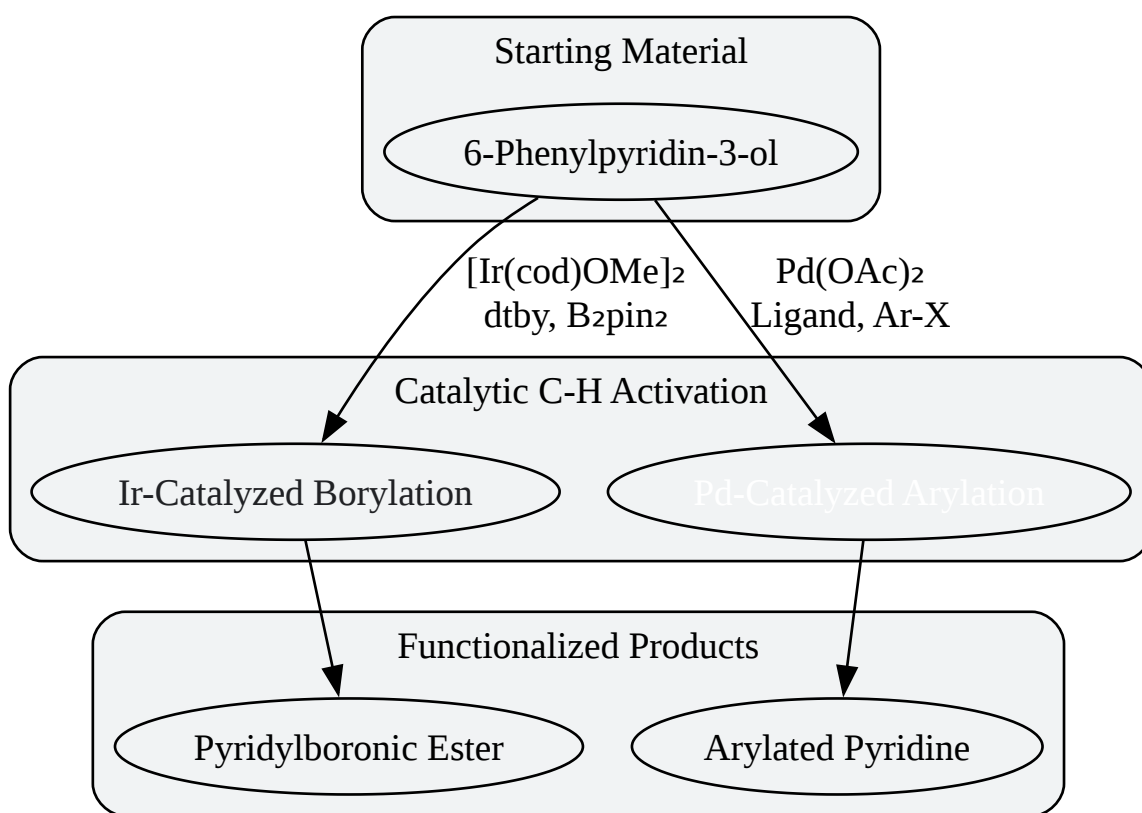 Starting Material
6-Phenylpyridin-3-ol
[Ir(cod)OMe]₂
dtby, B₂pin₂
Pd(OAc)₂
Ligand, Ar-X
Catalytic C-H Activation
Ir-Catalyzed Borylation
Pd-Catalyzed Arylation
Functionalized Products
Pyridylboronic Ester
Arylated Pyridine